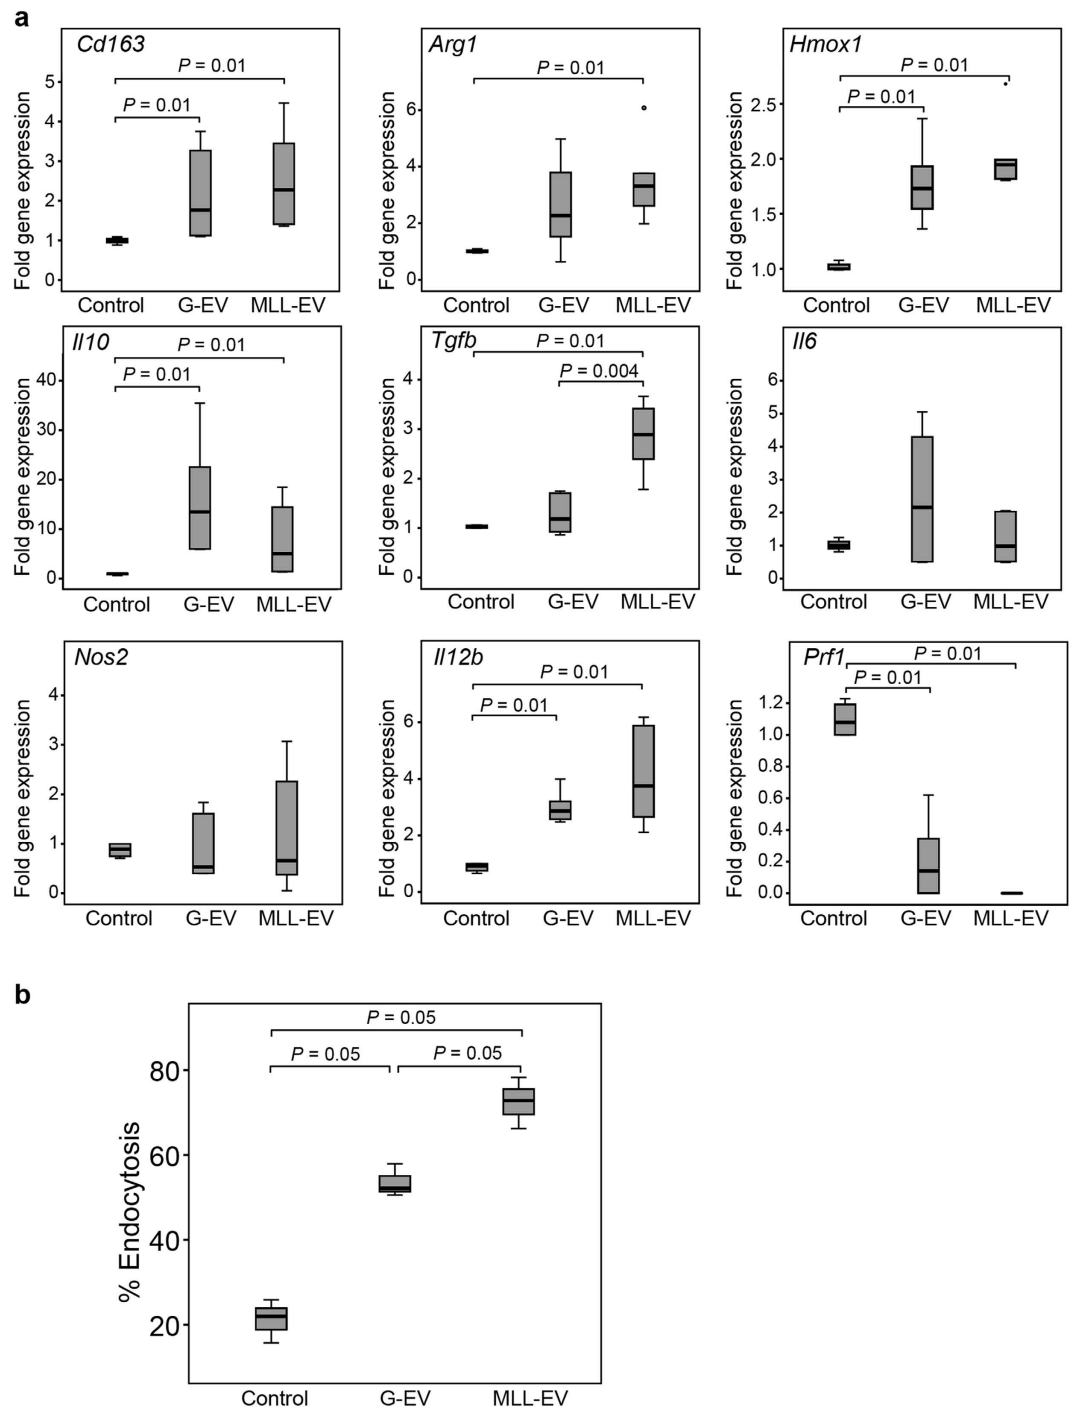 a
Cd163
P = 0.01
P = 0.01
Fold gene expression
5
4
3
2
1
0
Control G-EV MLL-EV
Arg1
P = 0.01
Fold gene expression
6
4
2
0
Control G-EV MLL-EV
Hmox1
P = 0.01
P = 0.01
Fold gene expression
2.5
2.0
1.5
1.0
Control G-EV MLL-EV
Il10
P = 0.01
P = 0.01
Fold gene expression
40
30
20
10
0
Control G-EV MLL-EV
Tgfb
P = 0.01
P = 0.004
Fold gene expression
4
3
2
1
0
Control G-EV MLL-EV
Il6
Fold gene expression
6
5
4
3
2
1
0
Control G-EV MLL-EV
Nos2
Fold gene expression
4
3
2
1
0
Control G-EV MLL-EV
Il12b
P = 0.01
P = 0.01
Fold gene expression
6
4
2
0
Control G-EV MLL-EV
Prf1
P = 0.01
P = 0.01
Fold gene expression
1.2
1.0
0.8
0.6
0.4
0.2
0.0
Control G-EV MLL-EV
b
P = 0.05
P = 0.05 P = 0.05
% Endocytosis
80
60
40
20
Control G-EV MLL-EV